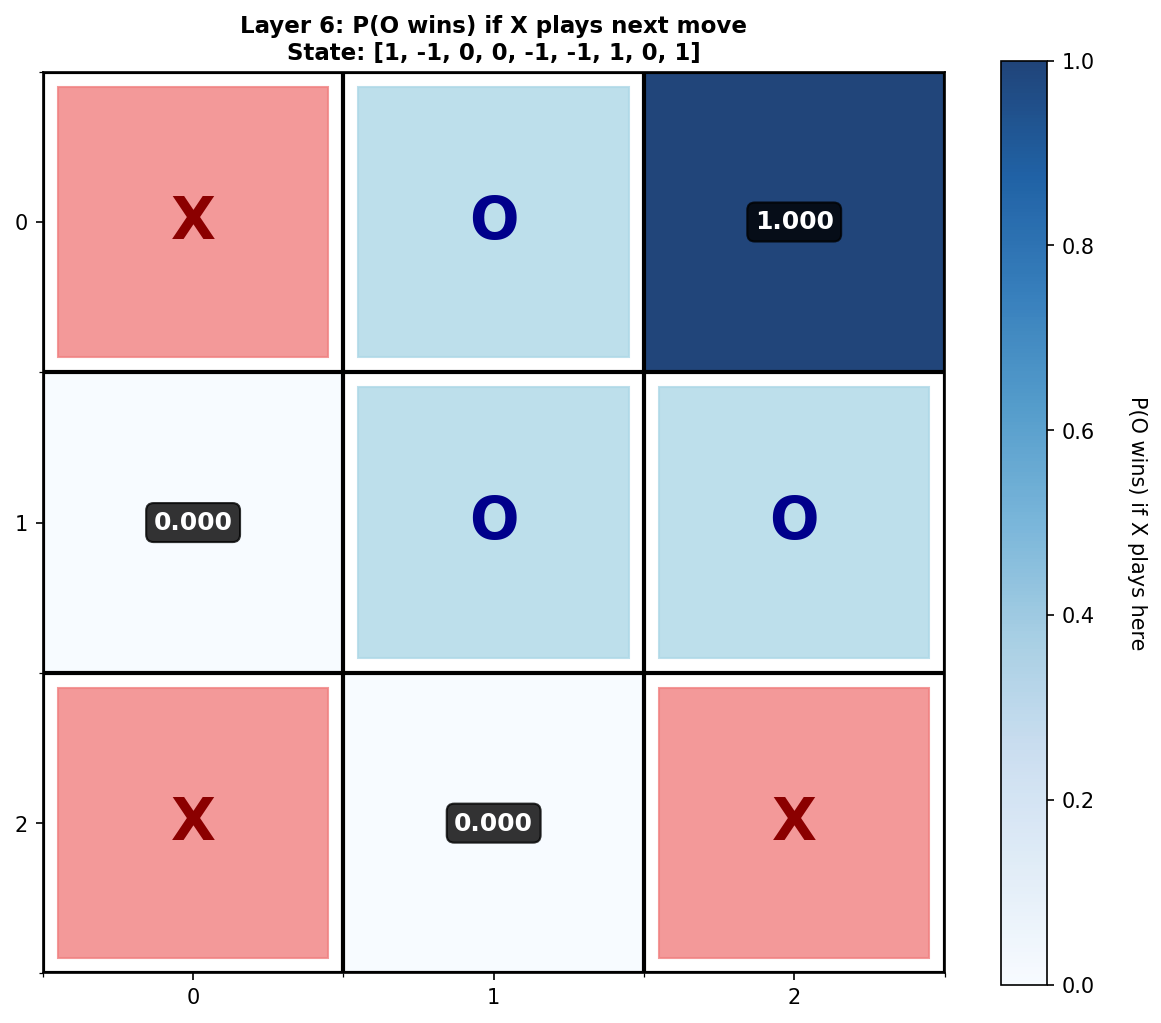 Layer 6: P(O wins) if X plays next move
State: [1, -1, 0, 0, -1, -1, 1, 0, 1]
X
O
1.000
0.000
O
O
X
0.000
X
0
1
2
0
1
2
1.0
0.8
0.6
0.4
0.2
0.0
P(O wins) if X plays here